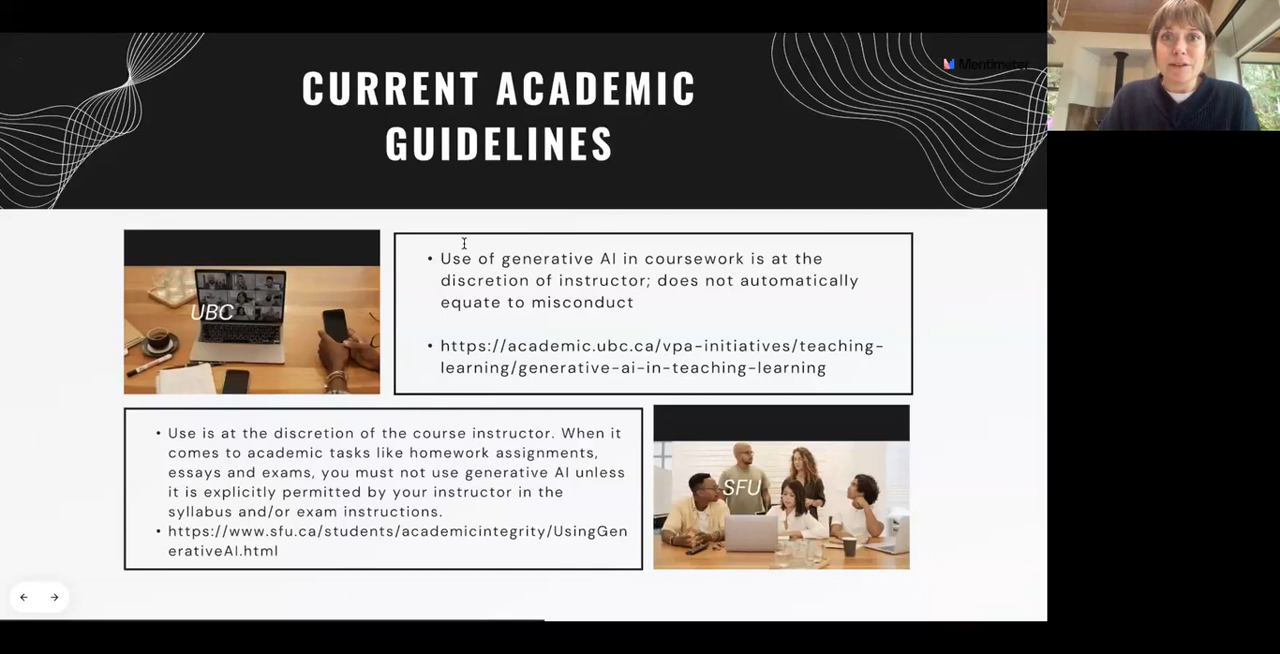 CURRENT ACADEMIC
GUIDELINES
Mentimeter
UBC
• Use of generative AI in coursework is at the
discretion of instructor; does not automatically
equate to misconduct
• https://academic.ubc.ca/vpa-initiatives/teaching-
learning/generative-ai-in-teaching-learning
• Use is at the discretion of the course instructor. When it
comes to academic tasks like homework assignments,
essays and exams, you must not use generative AI unless
it is explicitly permitted by your instructor in the
syllabus and/or exam instructions.
• https://www.sfu.ca/students/academicintegrity/UsingGen
erativeAI.html
SFU